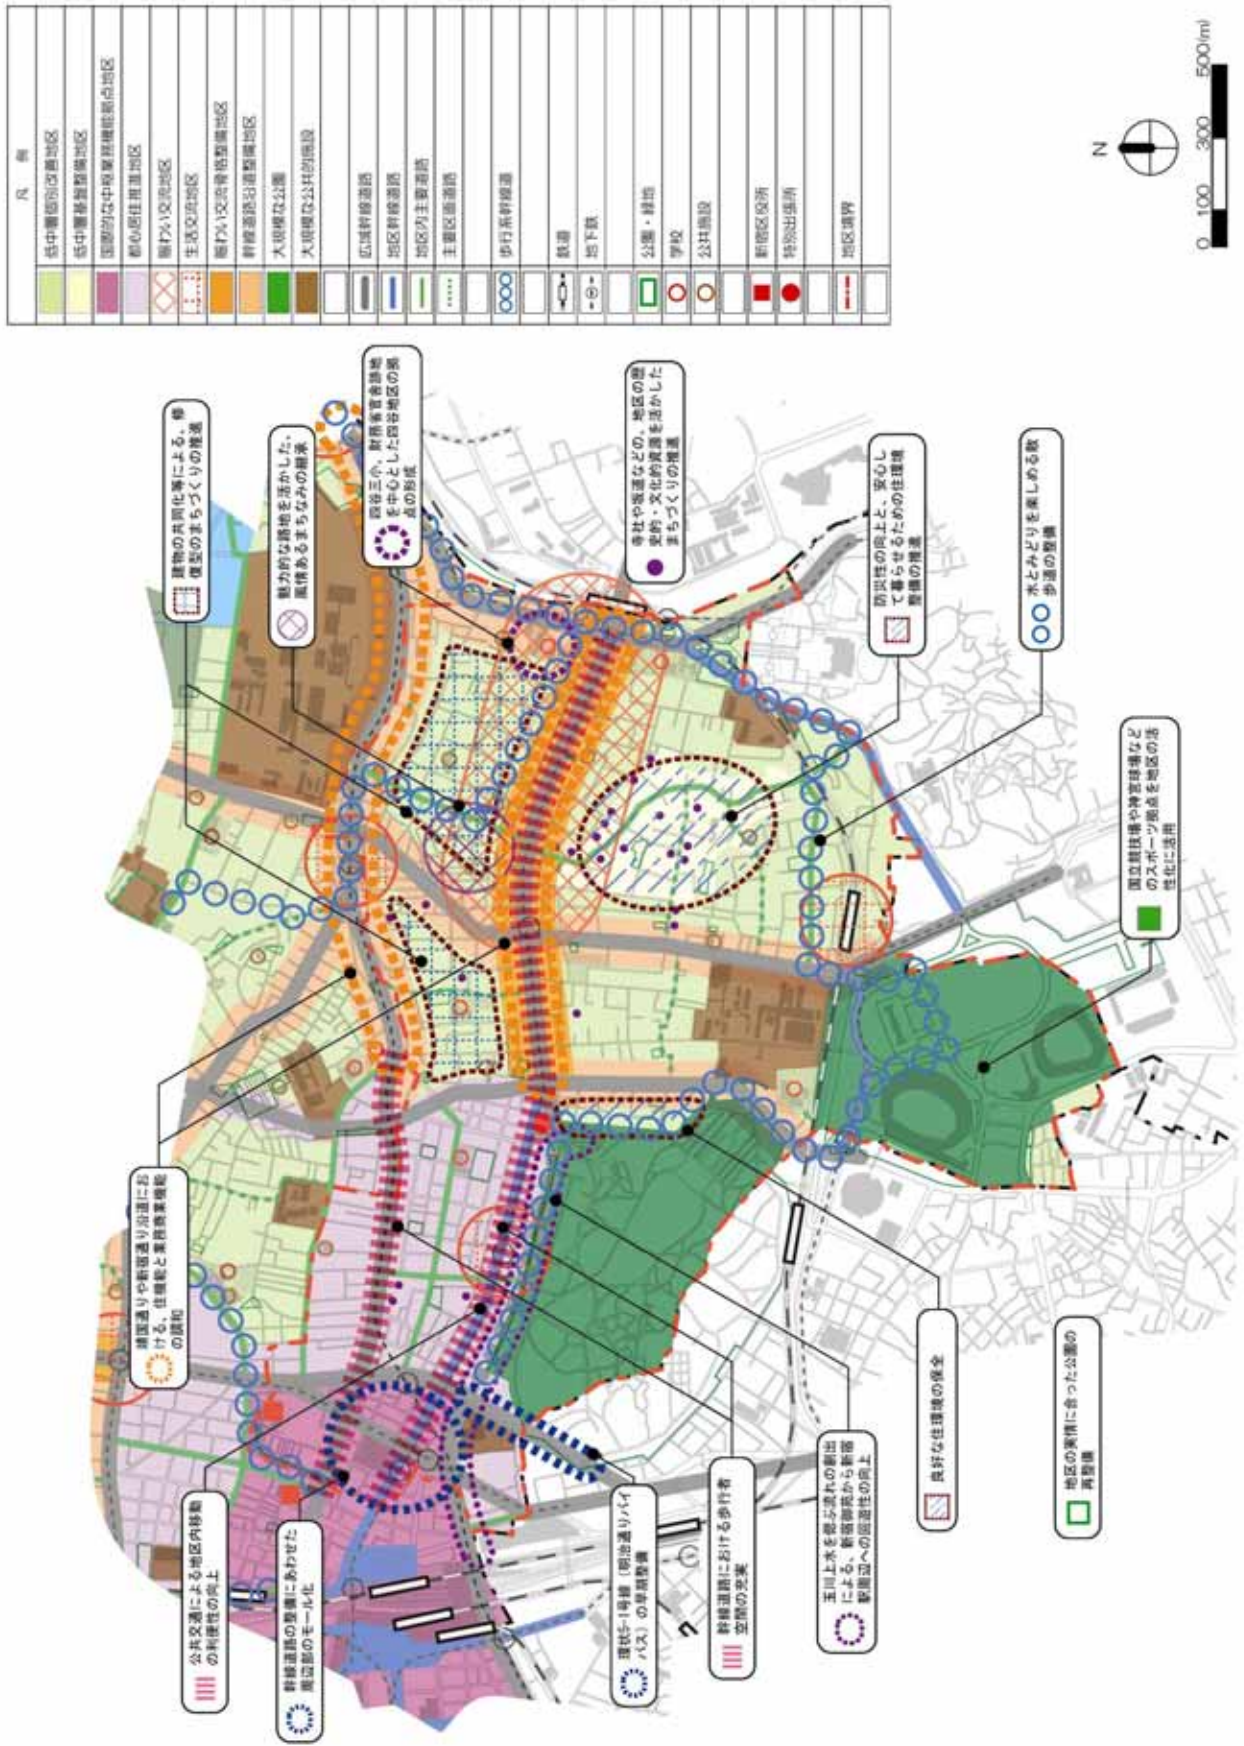 凡 例
低中層個別改善地区
低中層基盤整備地区
国際的な中枢業務機能拠点地区
都心居住推進地区
賑わい交流地区
生活交流地区
賑わい交流骨格整備地区
幹線道路沿道整備地区
大規模な公園
大規模な公共的施設
広域幹線道路
地区幹線道路
地区内主要道路
主要区画道路
歩行系幹線道
鉄道
地下鉄
公園・緑地
学校
公共施設
新宿区役所
特別出張所
地区境界
N
0 100 300 500(m)
建物の共同化等による、修
復型のまちづくりの推進
魅力的な路地を活かした、
風情あるまちなみの継承
四谷三小、財務省官舎跡地
を中心とした四谷地区の拠
点の形成
寺社や坂道などの、地区の歴
史的・文化的資源を活かした
まちづくりの推進
防災性の向上と、安心し
て暮らせるための住環境
整備の推進
水とみどりを楽しめる散
歩道の整備
国立競技場や神宮球場など
のスポーツ拠点を地区の活
性化に活用
靖国通りや新宿通り沿道にお
ける、住機能と業務商業機能
の調和
公共交通による地区内移動
の利便性の向上
幹線道路の整備にあわせた
周辺部のモール化
環状5-1号線（明治通りバイ
パス）の早期整備
幹線道路における歩行者
空間の充実
玉川上水を偲ぶ流れの創出
による、新宿御苑から新宿
駅周辺への回遊性の向上
良好な住環境の保全
地区の実情に合った公園の
再整備